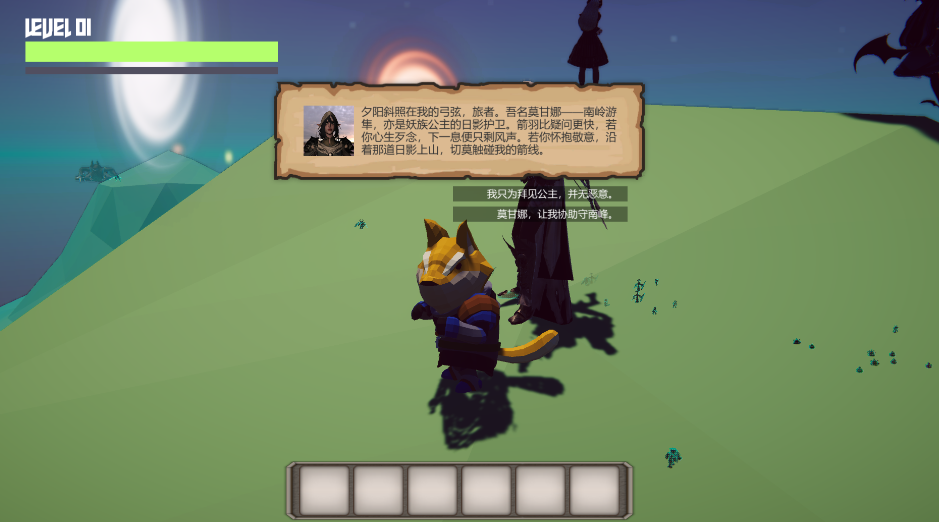 LEVEL 01
夕阳斜照在我的弓弦，旅者。吾名莫甘娜——南岭游
隼，亦是妖族公主的日影护卫。箭羽比疑问更快，若
你心生歹念，下一息便只剩风声。若你怀抱敬意，沿
着那道日影上山，切莫触碰我的箭线。
我只为拜见公主，并无恶意。
莫甘娜，让我协助守南峰。